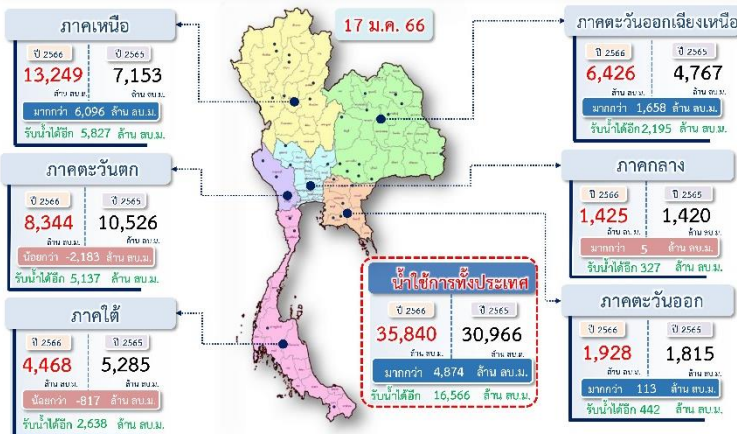 17 ม.ค. 66
ภาคเหนือ
ปี 2566 ปี 2565
13,249 7,153
ล้าน ลบ.ม. ล้าน ลบ.ม.
มากกว่า 6,096 ล้าน ลบ.ม.
รับน้ำได้อีก 5,827 ล้าน ลบ.ม.
ภาคตะวันตก
ปี 2566 ปี 2565
8,344 10,526
ล้าน ลบ.ม. ล้าน ลบ.ม.
น้อยกว่า -2,183 ล้าน ลบ.ม.
รับน้ำได้อีก 5,137 ล้าน ลบ.ม.
ภาคใต้
ปี 2566 ปี 2565
4,468 5,285
ล้าน ลบ.ม. ล้าน ลบ.ม.
น้อยกว่า -817 ล้าน ลบ.ม.
รับน้ำได้อีก 2,638 ล้าน ลบ.ม.
น้ำใช้การทั้งประเทศ
ปี 2566 ปี 2565
35,840 30,966
ล้าน ลบ.ม. ล้าน ลบ.ม.
มากกว่า 4,874 ล้าน ลบ.ม.
รับน้ำได้อีก 16,566 ล้าน ลบ.ม.
ภาคตะวันออกเฉียงเหนือ
ปี 2566 ปี 2565
6,426 4,767
ล้าน ลบ.ม. ล้าน ลบ.ม.
มากกว่า 1,658 ล้าน ลบ.ม.
รับน้ำได้อีก 2,195 ล้าน ลบ.ม.
ภาคกลาง
ปี 2566 ปี 2565
1,425 1,420
ล้าน ลบ.ม. ล้าน ลบ.ม.
มากกว่า 5 ล้าน ลบ.ม.
รับน้ำได้อีก 327 ล้าน ลบ.ม.
ภาคตะวันออก
ปี 2566 ปี 2565
1,928 1,815
ล้าน ลบ.ม. ล้าน ลบ.ม.
มากกว่า 113 ล้าน ลบ.ม.
รับน้ำได้อีก 442 ล้าน ลบ.ม.